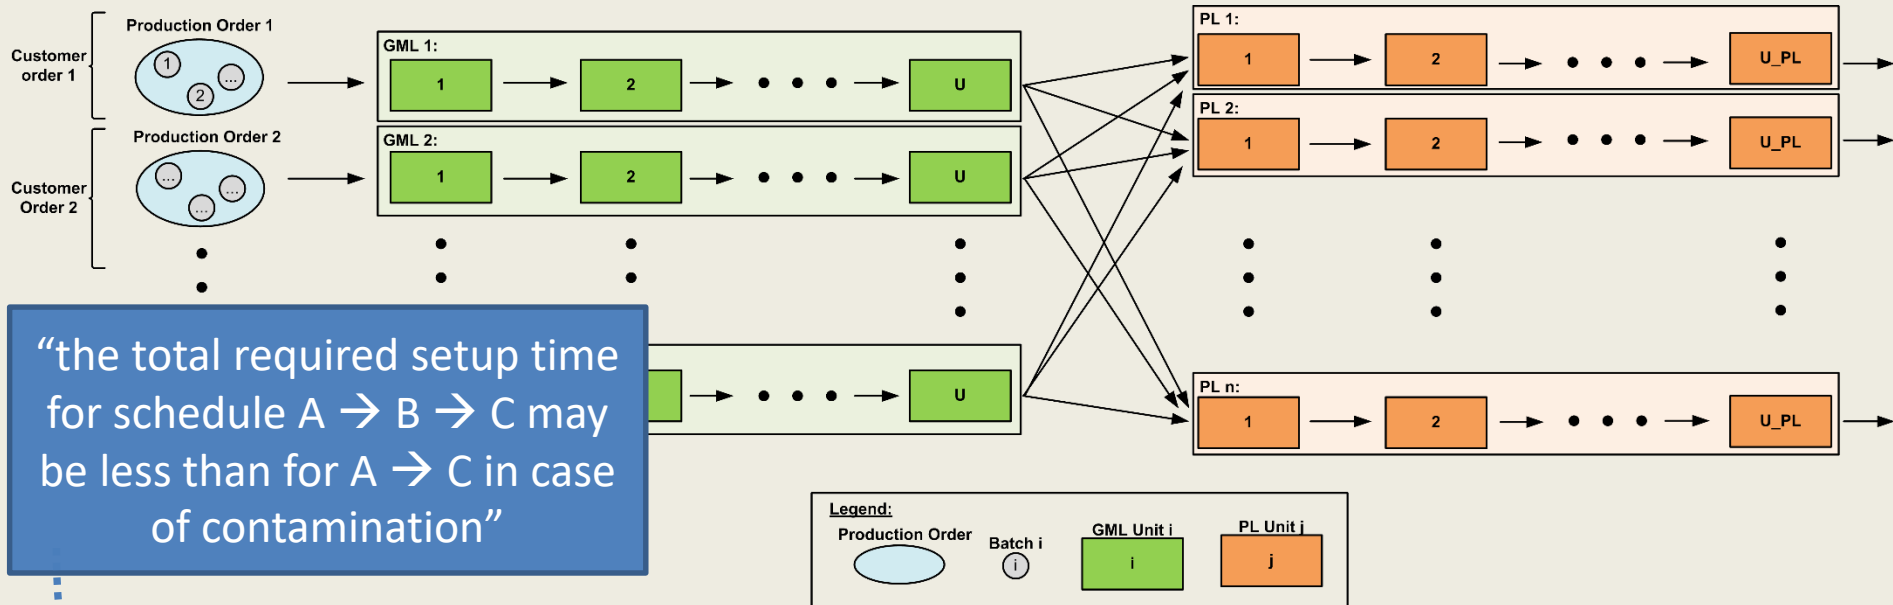 Customer
order 1
Production Order 1
1
2
...
GML 1:
1
2
U
PL 1:
1
2
U_PL
PL 2:
1
2
U_PL
Customer
Order 2
Production Order 2
...
...
...
GML 2:
1
2
U
“the total required setup time
for schedule A → B → C may
be less than for A → C in case
of contamination”
U
PL n:
1
2
U_PL
Legend:
Production Order
Batch i
i
GML Unit i
i
PL Unit j
j